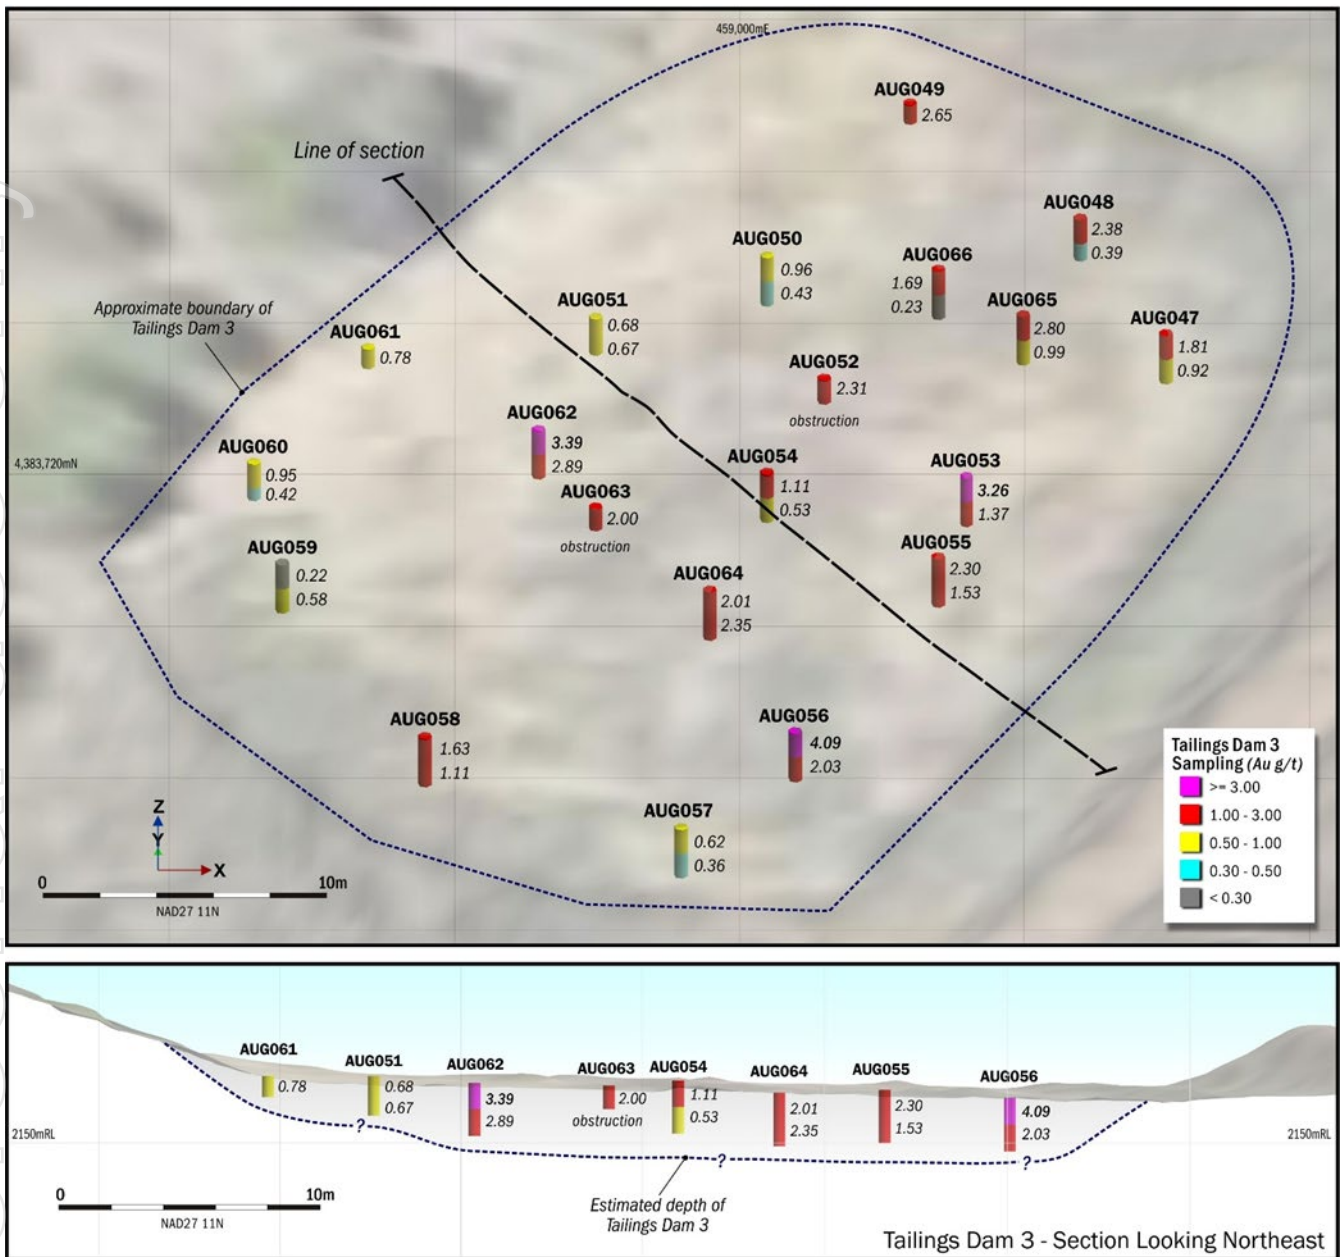 459,000mE
AUG049
2.65
Line of section
AUG048
2.38
0.39
AUG050
0.96
0.43
AUG066
1.69
0.23
AUG051
0.68
0.67
AUG065
2.80
0.99
AUG047
1.81
0.92
Approximate boundary of
Tailings Dam 3
AUG061
0.78
AUG052
2.31
obstruction
AUG062
3.39
2.89
AUG060
0.95
0.42
4,383,720mN
AUG054
1.11
0.53
AUG053
3.26
1.37
AUG063
2.00
obstruction
AUG059
0.22
0.58
AUG055
2.30
1.53
AUG064
2.01
2.35
AUG058
1.63
1.11
AUG056
4.09
2.03
AUG057
0.62
0.36
Z
Y
X
0 10m
NAD27 11N
Tailings Dam 3
Sampling (Au g/t)
>= 3.00
1.00 - 3.00
0.50 - 1.00
0.30 - 0.50
< 0.30
AUG061
0.78
AUG051
0.68
0.67
AUG062
3.39
2.89
AUG063
2.00
obstruction
AUG054
1.11
0.53
AUG064
2.01
2.35
AUG055
2.30
1.53
AUG056
4.09
2.03
2150mRL
2150mRL
?
?
?
0 10m
NAD27 11N
Estimated depth of
Tailings Dam 3
Tailings Dam 3 - Section Looking Northeast